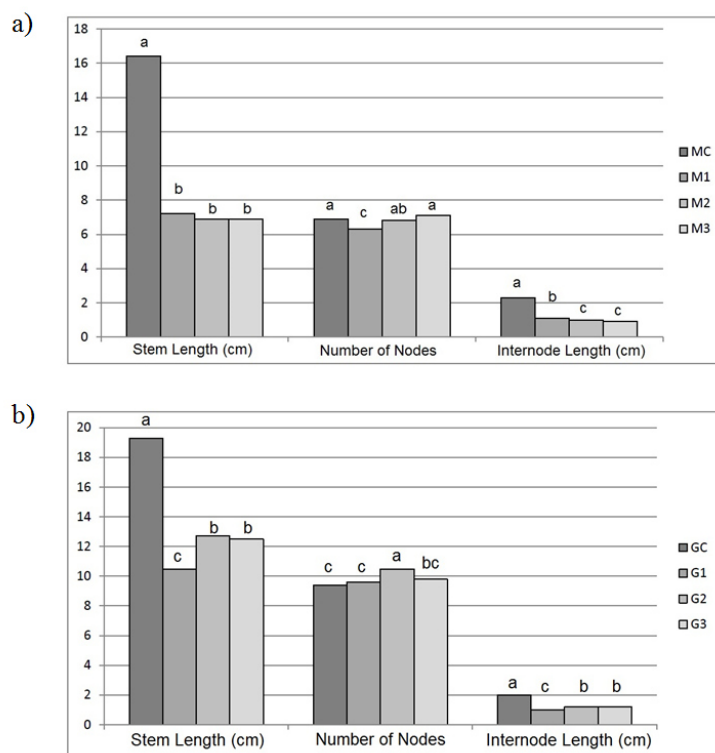 a)
18
16
14
12
10
8
6
4
2
0
a
b
b
b
a
c
ab
a
a
b
c
c
Stem Length (cm)
Number of Nodes
Internode Length (cm)
MC
M1
M2
M3
b)
20
18
16
14
12
10
8
6
4
2
0
a
c
b
b
c
c
a
bc
a
c
b
b
Stem Length (cm)
Number of Nodes
Internode Length (cm)
GC
G1
G2
G3